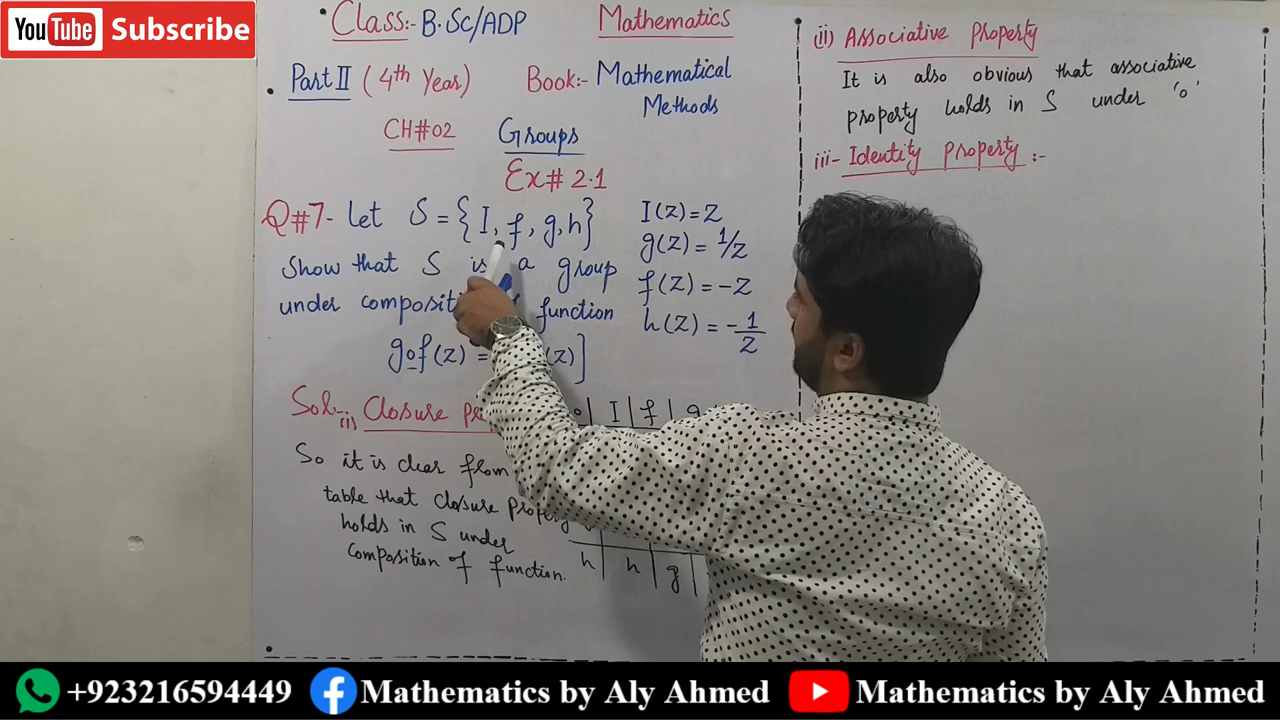 YouTube Subscribe
Class:- B.Sc/ADP Mathematics
Part II (4th Year) Book:- Mathematical Methods
CH#02 Groups
Ex# 2.1
Q#7- Let S = {I, f, g, h}
Show that S is a group
under function
gof(z) = (z)]
I(z) = z
g(z) = 1/z
f(z) = -z
h(z) = -1/z
Sol:- (i) Closure
So it is clear from
table that closure property
holds in S under
composition of function.
o | I | f | g
h | h | g |
(ii) Associative Property
It is also obvious that associative
property holds in S under 'o'
iii- Identity property :-
+923216594449 Mathematics by Aly Ahmed Mathematics by Aly Ahmed